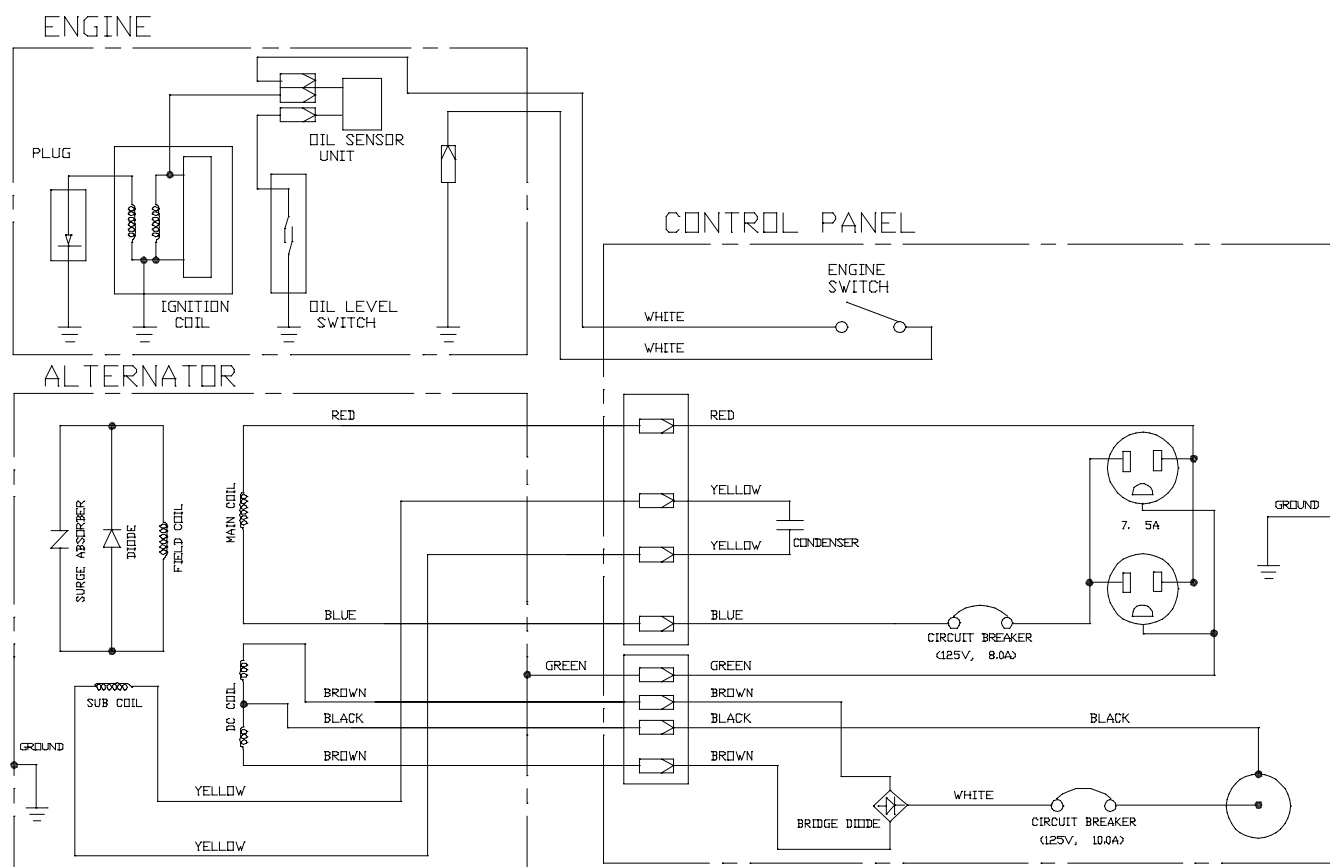 ENGINE
PLUG
OIL SENSOR
UNIT
IGNITION
COIL
OIL LEVEL
SWITCH
CONTROL PANEL
ENGINE
SWITCH
WHITE
WHITE
ALTERNATOR
RED
RED
SURGE ABSORBER
DIODE
FIELD COIL
MAIN COIL
YELLOW
YELLOW
CONDENSER
7. 5A
GROUND
BLUE
BLUE
CIRCUIT BREAKER
(125V, 8.0A)
GREEN
GREEN
SUB COIL
DC COIL
BROWN
BROWN
BLACK
BLACK
BLACK
GROUND
BROWN
BROWN
YELLOW
YELLOW
BRIDGE DIODE
WHITE
CIRCUIT BREAKER
(125V, 10.0A)